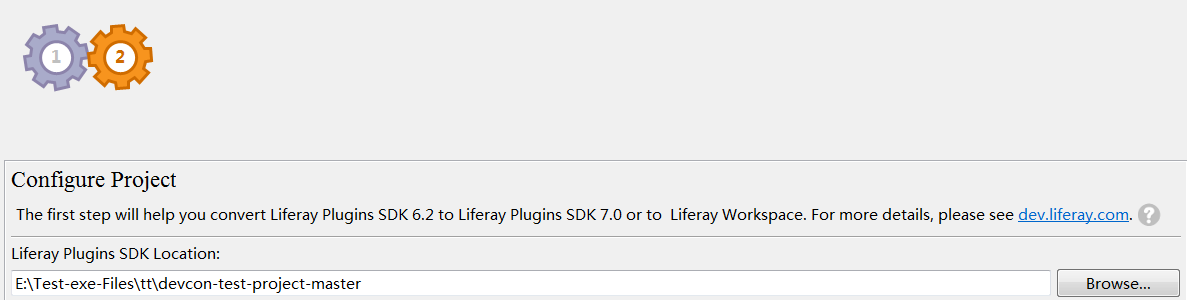 1 2
Configure Project
The first step will help you convert Liferay Plugins SDK 6.2 to Liferay Plugins SDK 7.0 or to  Liferay Workspace. For more details, please see dev.liferay.com. ?
Liferay Plugins SDK Location:
E:\Test-exe-Files\tt\devcon-test-project-master Browse...